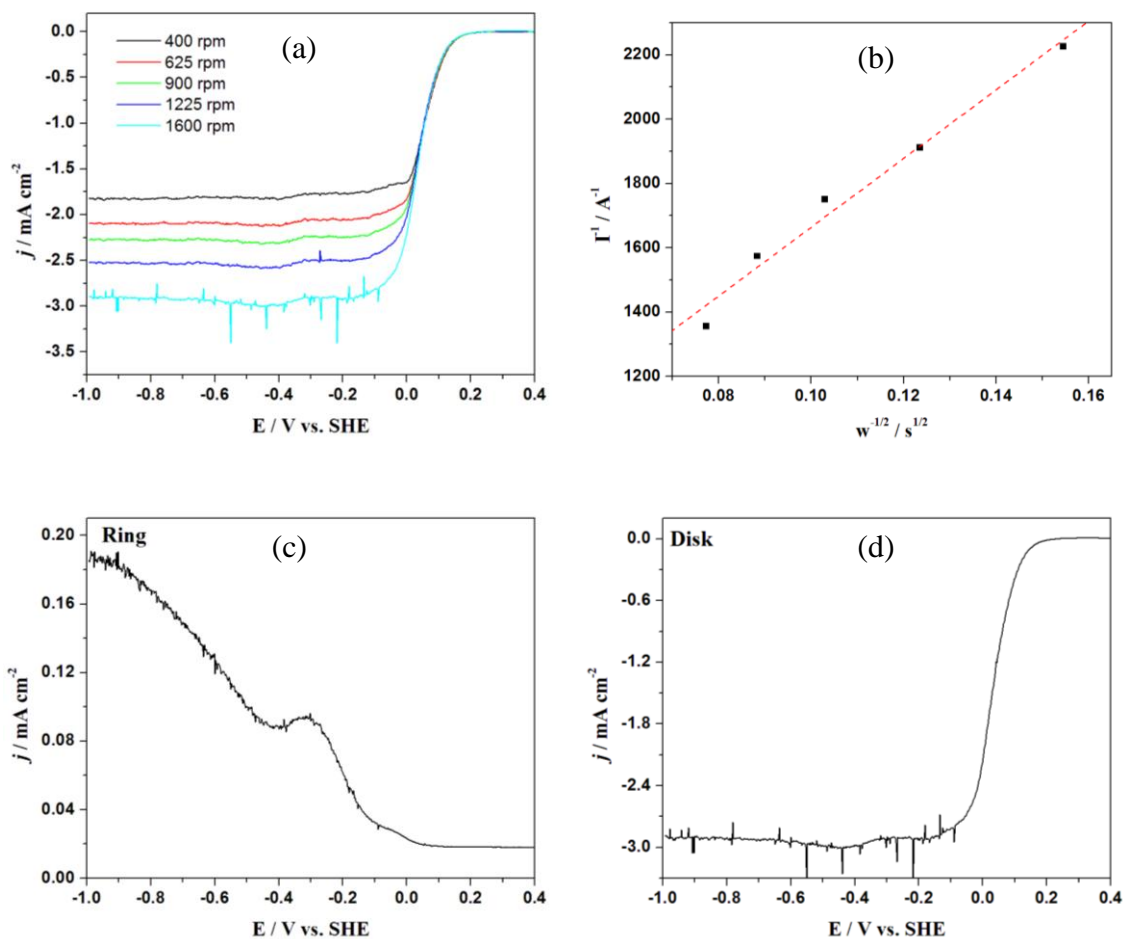 (a)
400 rpm
625 rpm
900 rpm
1225 rpm
1600 rpm
0.0
-0.5
-1.0
-1.5
-2.0
-2.5
-3.0
-3.5
j / mA cm-2
-1.0 -0.8 -0.6 -0.4 -0.2 0.0 0.2 0.4
E / V vs. SHE
(b)
2200
2000
1800
1600
1400
1200
I-1 / A-1
0.08 0.10 0.12 0.14 0.16
w-1/2 / s1/2
Ring
(c)
0.20
0.16
0.12
0.08
0.04
0.00
j / mA cm-2
-1.0 -0.8 -0.6 -0.4 -0.2 0.0 0.2 0.4
E / V vs. SHE
Disk
(d)
0.0
-0.6
-1.2
-1.8
-2.4
-3.0
j / mA cm-2
-1.0 -0.8 -0.6 -0.4 -0.2 0.0 0.2 0.4
E / V vs. SHE